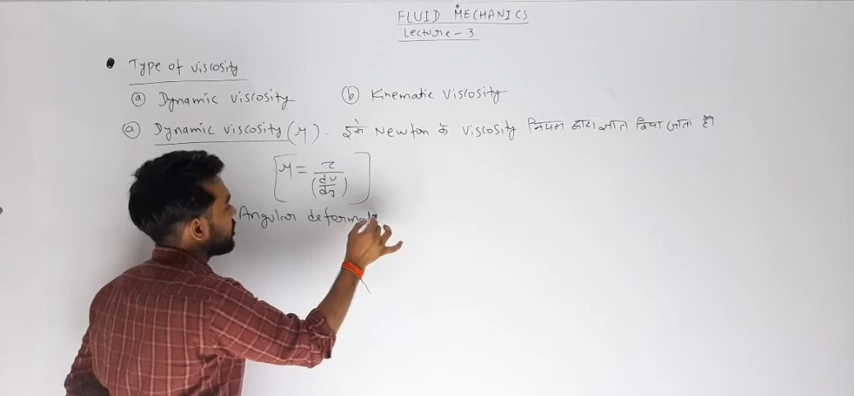 FLUID MECHANICS
Lecture - 3
• Type of viscosity
ⓐ Dynamic viscosity ⓑ Kinematic viscosity
ⓐ Dynamic viscosity (μ). इसे Newton के viscosity नियम द्वारा ज्ञात किया जाता है।
[μ = τ / (du/dy)]
Angular deformat